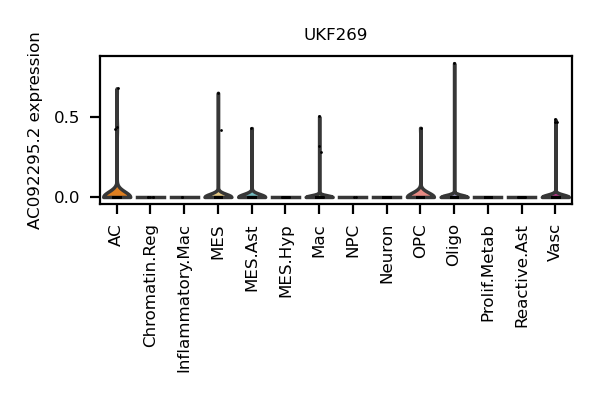 UKF269
AC092295.2 expression
0.5
0.0
AC
Chromatin.Reg
Inflammatory.Mac
MES
MES.Ast
MES.Hyp
Mac
NPC
Neuron
OPC
Oligo
Prolif.Metab
Reactive.Ast
Vasc